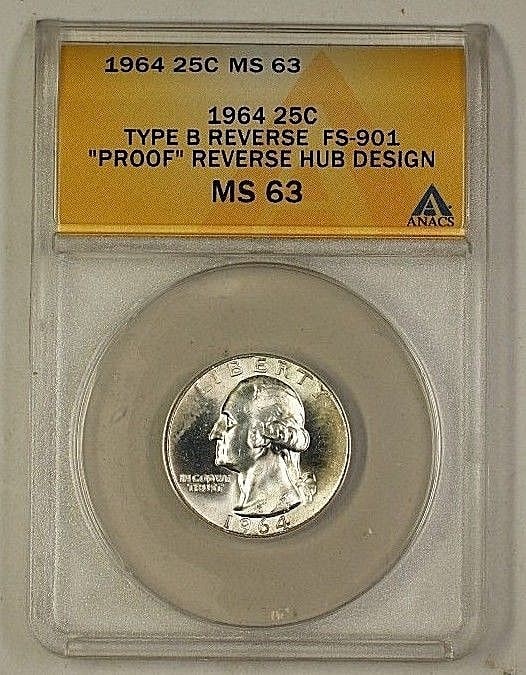 1964 25C MS 63
1964 25C
TYPE B REVERSE FS-901
"PROOF" REVERSE HUB DESIGN
MS 63
ANACS
LIBERTY
IN GOD WE
TRUST
1964